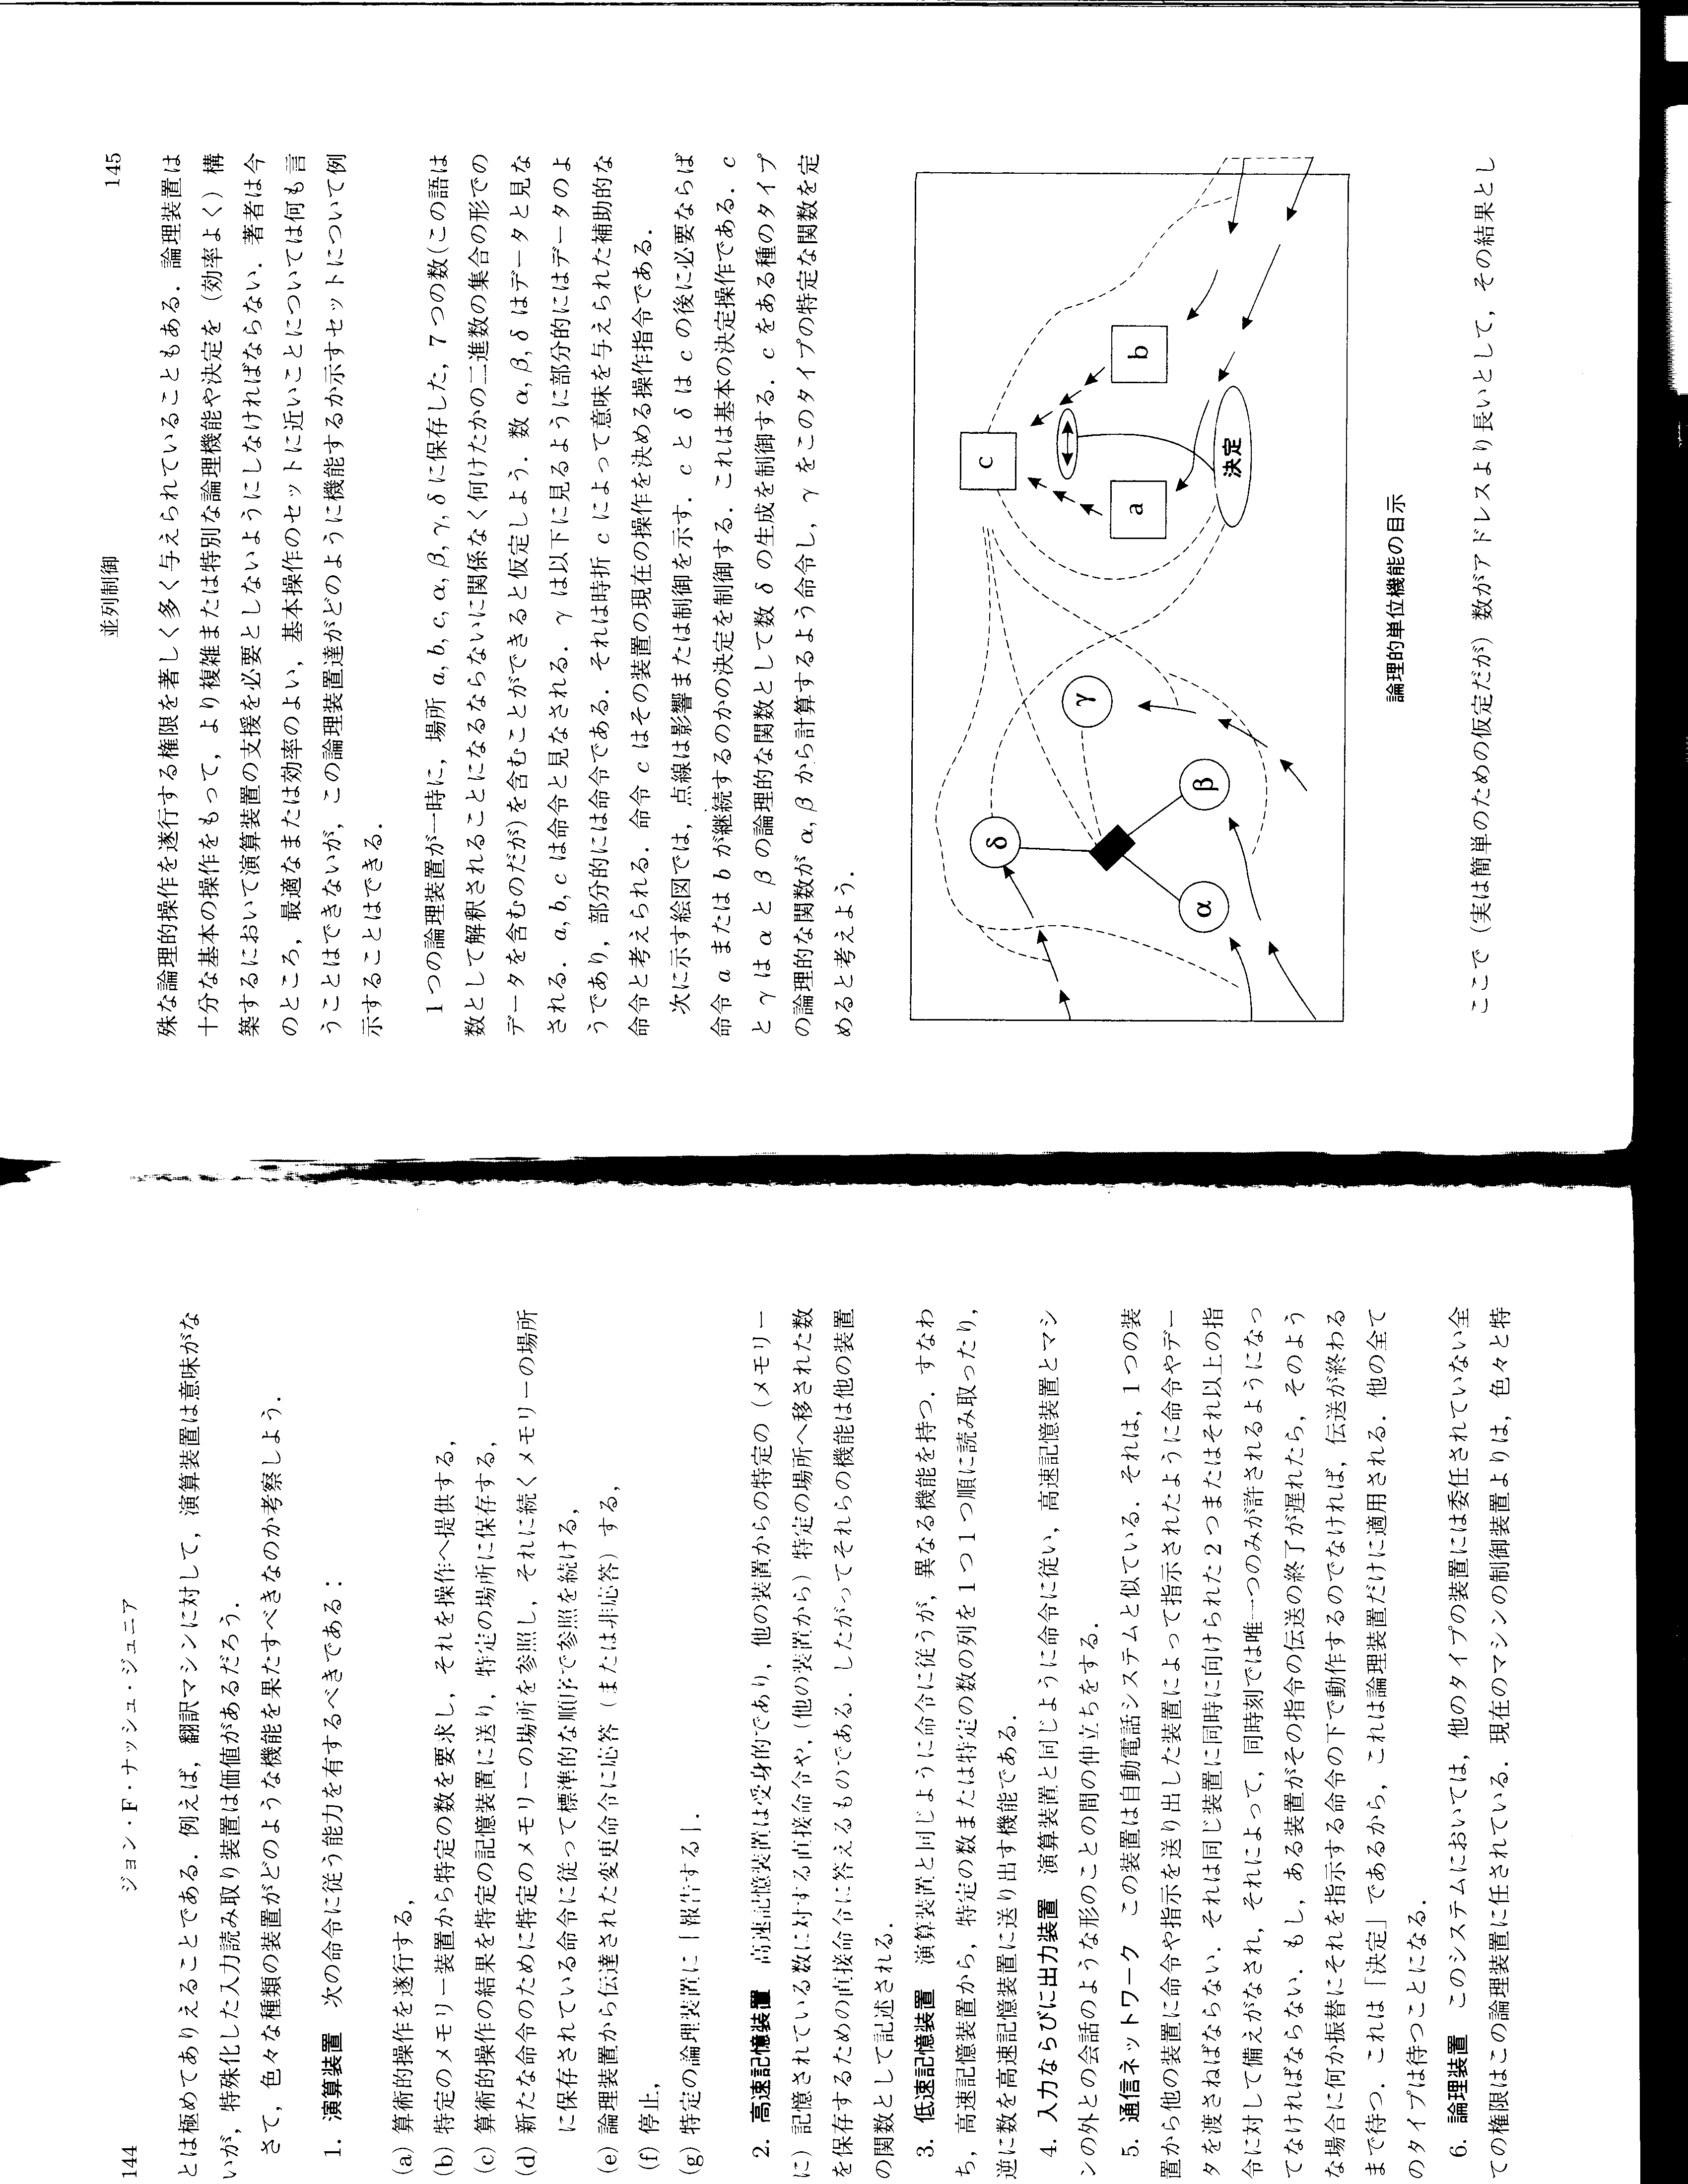 144
ジョン・F・ナッシュ・ジュニア
とは極めてありえることである．例えば，翻訳マシンに対して，演算装置は意味がな
いが，特殊化した入力読み取り装置は価値があるだろう．
さて，色々な種類の装置がどのような機能を果たすべきなのか考察しよう．
1. 演算装置　次の命令に従う能力を有するべきである：
(a) 算術的操作を遂行する，
(b) 特定のメモリー装置から特定の数を要求し，それを操作へ提供する，
(c) 算術的操作の結果を特定の記憶装置に送り，特定の場所に保存する，
(d) 新たな命令のために特定のメモリーの場所を参照し，それに続くメモリーの場所
に保存されている命令に従って標準的な順序で参照を続ける，
(e) 論理装置から伝達された変更命令に応答（または非応答）する，
(f) 停止，
(g) 特定の論理装置に「報告する」．
2. 高速記憶装置　高速記憶装置は受身的であり，他の装置からの特定の（メモリー
に）記憶されている数に対する直接命令や，（他の装置から）特定の場所へ移された数
を保存するための直接命令に答えるものである．したがってそれらの機能は他の装置
の関数として記述される．
3. 低速記憶装置　演算装置と同じように命令に従うが，異なる機能を持つ．すなわ
ち，高速記憶装置から，特定の数または特定の数の列を1つ1つ順に読み取ったり，
逆に数を高速記憶装置に送り出す機能である．
4. 入力ならびに出力装置　演算装置と同じように命令に従い，高速記憶装置とマシ
ンの外との会話のような形のことの間の仲立ちをする．
5. 通信ネットワーク　この装置は自動電話システムと似ている．それは，1つの装
置から他の装置に命令や指示を送り出した装置によって指示されたように命令やデー
タを渡さねばならない．それは同じ装置に同時に向けられた2つまたはそれ以上の指
令に対して備えがなされ，それによって，同時刻では唯一つのみが許されるようになっ
てなければならない．もし，ある装置がその指令の伝送の終了が遅れたら，そのよう
な場合に何か振替にそれを指示する命令の下で動作するのでなければ，伝送が終わる
まで待つ．これは「決定」であるから，これは論理装置だけに適用される．他の全て
のタイプは待つことになる．
6. 論理装置　このシステムにおいては，他のタイプの装置には委任されていない全
ての権限はこの論理装置に任されている．現在のマシンの制御装置よりは，色々と特
並列制御
145
殊な論理的操作を遂行する権限を著しく多く与えられていることもある．論理装置は
十分な基本の操作をもって，より複雑または特別な論理機能や決定を（効率よく）構
築するにおいて演算装置の支援を必要としないようにしなければならない．著者は今
のところ，最適なまたは効率のよい，基本操作のセットに近いことについては何も言
うことはできないが，この論理装置達がどのように機能するか示すセットについて例
示することはできる．
1つの論理装置が一時に，場所 a, b, c, α, β, γ, δ に保存した，7つの数（この語は
数として解釈されることになるならないに関係なく何けたかの二進数の集合の形での
データを含むのだが）を含むことができると仮定しよう．数 α, β, δ はデータと見な
される．a, b, c は命令と見なされる．γ は以下に見るように部分的にはデータのよ
うであり，部分的には命令である．それは時折 c によって意味を与えられた補助的な
命令と考えられる．命令 c はその装置の現在の操作を決める操作指令である．
次に示す絵図では，点線は影響または制御を示す．c と δ は c の後に必要ならば
命令 a または b が継続するのかの決定を制御する．これは基本の決定操作である．c
と γ は α と β の論理的な関数として数 δ の生成を制御する．c をある種のタイプ
の論理的な関数が α, β から計算するよう命令し，γ をこのタイプの特定な関数を定
めると考えよう．
c
a
b
決定
δ
γ
α
β
論理的単位機能の目示
ここで（実は簡単のための仮定だが）数がアドレスより長いとして，その結果とし